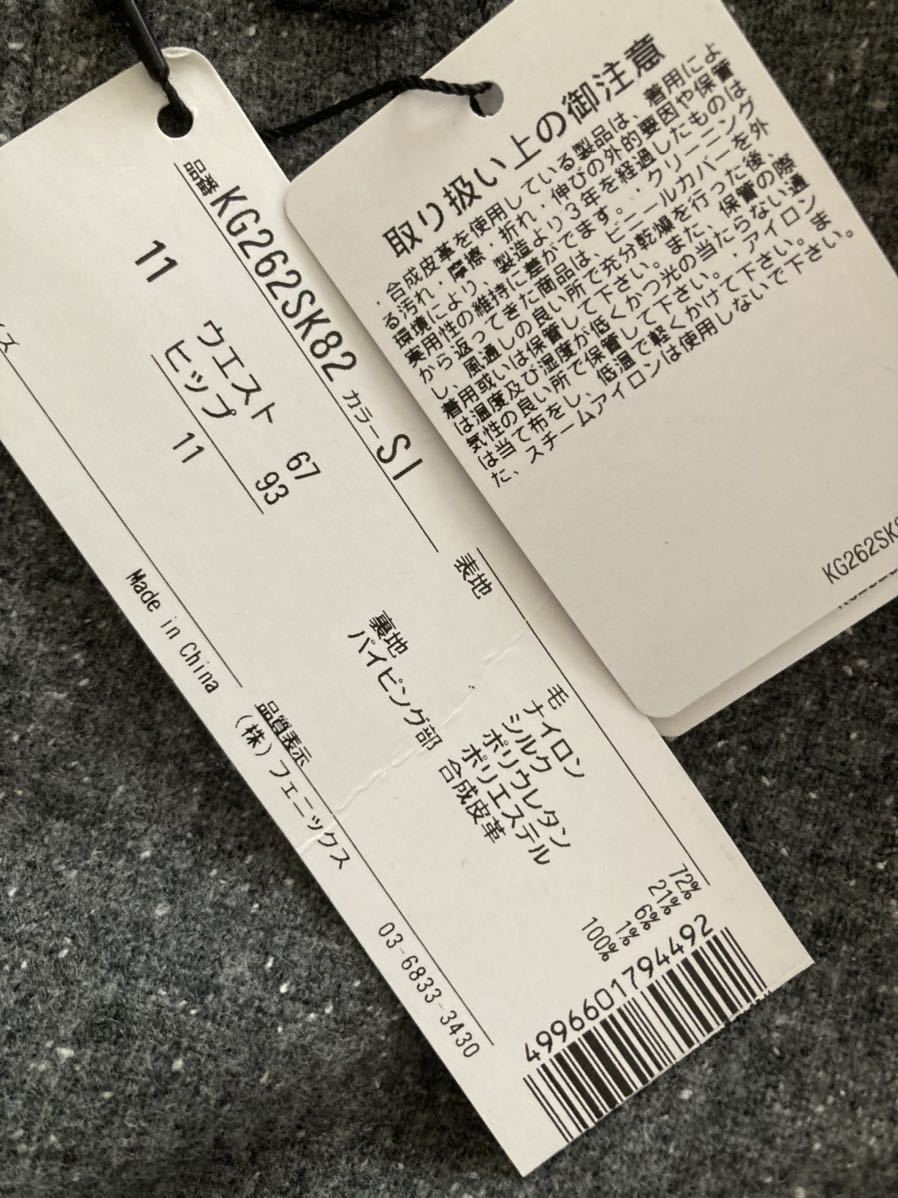 品番 KG262SK82 カラー SI
11 ウエスト 67
ヒップ 93
11
表地 毛 72%
ナイロン 21%
シルク 6%
ポリウレタン 1%
裏地 ポリエステル 100%
パイピング部 合成皮革
Made in China
品質表示
(株)フェニックス
03-6833-3430
4996601794492
取り扱い上の御注意
・合成皮革を使用している製品は、着用によ
る汚れ・摩擦・折れ・伸びの外的要因や保管
環境により、製造より3年を経過したものは
実用性の維持に差がでます。・クリーニング
から返ってきた商品は、ビニールカバーを外
し、風通しの良い所で充分乾燥を行った後、
着用或いは保管して下さい。また、保管の際
は温度及び湿度が低くかつ光の当たらない通
気性の良い所で保管して下さい。・アイロン
は当て布をし、低温で軽くかけて下さい。ま
た、スチームアイロンは使用しないで下さい。